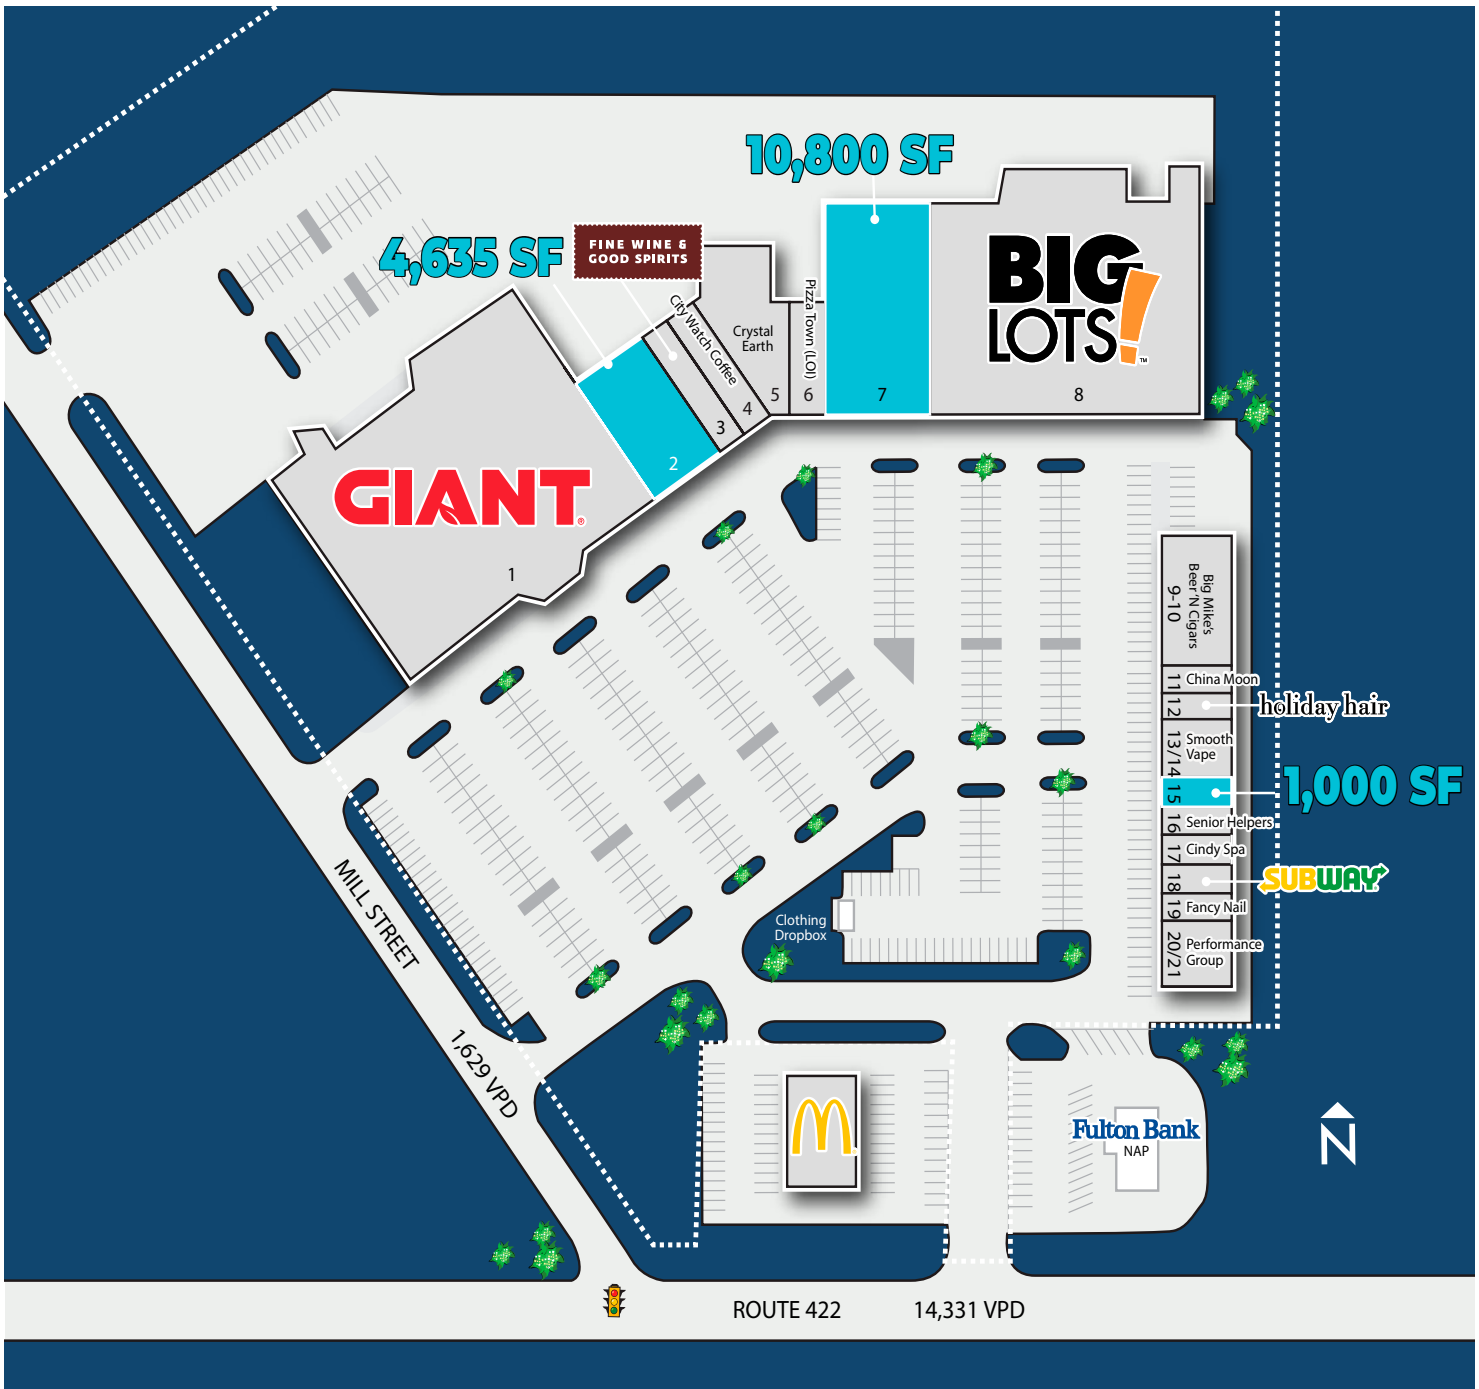 10,800 SF
4,635 SF
FINE WINE &
GOOD SPIRITS
City Watch Coffee
Crystal
Earth
Pizza Town (LOI)
BIG
LOTS!
™
GIANT
®
1
2
3
4
5
6
7
8
Big Mike's
Beer 'N Cigars
9-10
11
China Moon
12
holiday hair
13/14
Smooth
Vape
15
1,000 SF
16
Senior Helpers
17
Cindy Spa
18
SUBWAY
19
Fancy Nail
20/21
Performance
Group
Clothing
Dropbox
MILL STREET
1,629 VPD
M
Fulton Bank
NAP
N
ROUTE 422
14,331 VPD